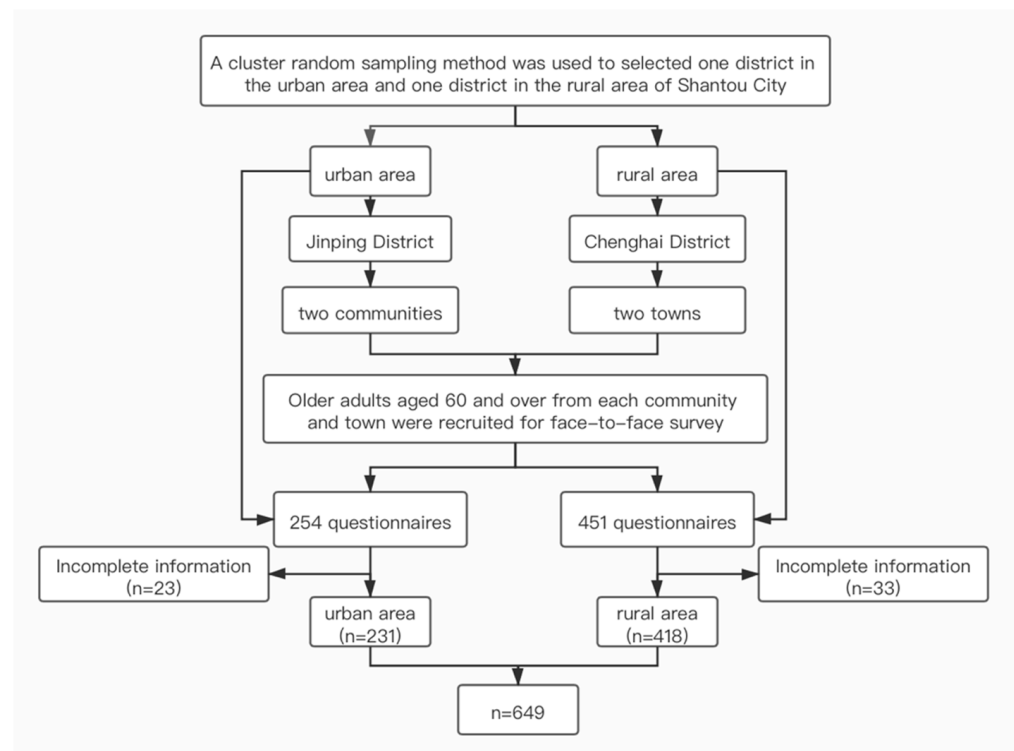 A cluster random sampling method was used to selected one district in
the urban area and one district in the rural area of Shantou City
urban area
rural area
Jinping District
Chenghai District
two communities
two towns
Older adults aged 60 and over from each community
and town were recruited for face-to-face survey
254 questionnaires
451 questionnaires
Incomplete information
(n=23)
Incomplete information
(n=33)
urban area
(n=231)
rural area
(n=418)
n=649